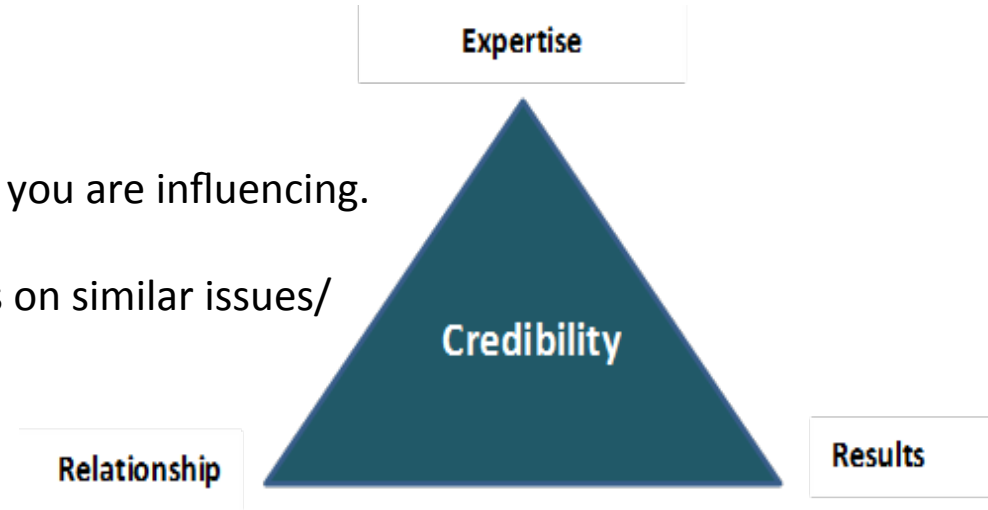 Expertise
you are influencing.
on similar issues/
Credibility
Relationship
Results